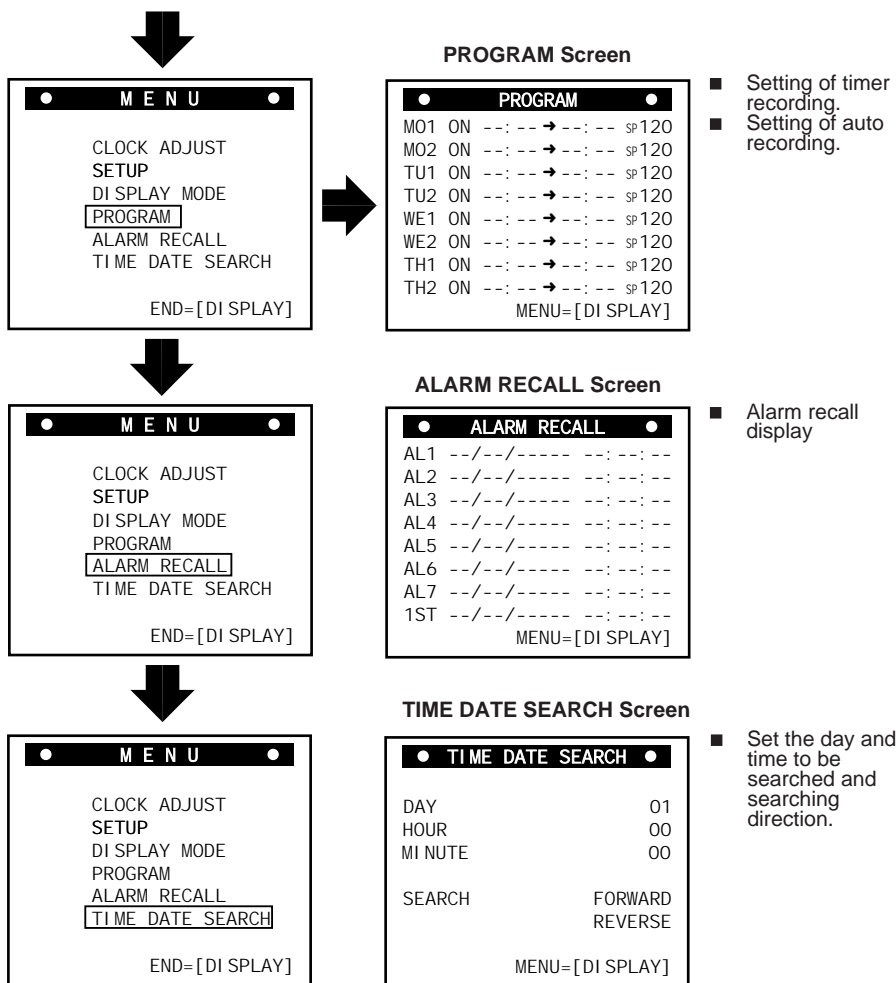 PROGRAM Screen
● M E N U ●
CLOCK ADJUST
SETUP
DISPLAY MODE
PROGRAM
ALARM RECALL
TIME DATE SEARCH
END=[DISPLAY]
● PROGRAM ●
MO1 ON --:-- ➜ --:-- SP120
MO2 ON --:-- ➜ --:-- SP120
TU1 ON --:-- ➜ --:-- SP120
TU2 ON --:-- ➜ --:-- SP120
WE1 ON --:-- ➜ --:-- SP120
WE2 ON --:-- ➜ --:-- SP120
TH1 ON --:-- ➜ --:-- SP120
TH2 ON --:-- ➜ --:-- SP120
MENU=[DISPLAY]
■ Setting of timer
recording.
■ Setting of auto
recording.
ALARM RECALL Screen
● M E N U ●
CLOCK ADJUST
SETUP
DISPLAY MODE
PROGRAM
ALARM RECALL
TIME DATE SEARCH
END=[DISPLAY]
● ALARM RECALL ●
AL1 --/--/----- --:--:--
AL2 --/--/----- --:--:--
AL3 --/--/----- --:--:--
AL4 --/--/----- --:--:--
AL5 --/--/----- --:--:--
AL6 --/--/----- --:--:--
AL7 --/--/----- --:--:--
1ST --/--/----- --:--:--
MENU=[DISPLAY]
■ Alarm recall
display
TIME DATE SEARCH Screen
● M E N U ●
CLOCK ADJUST
SETUP
DISPLAY MODE
PROGRAM
ALARM RECALL
TIME DATE SEARCH
END=[DISPLAY]
● TIME DATE SEARCH ●
DAY 01
HOUR 00
MINUTE 00
SEARCH FORWARD
REVERSE
MENU=[DISPLAY]
■ Set the day and
time to be
searched and
searching
direction.